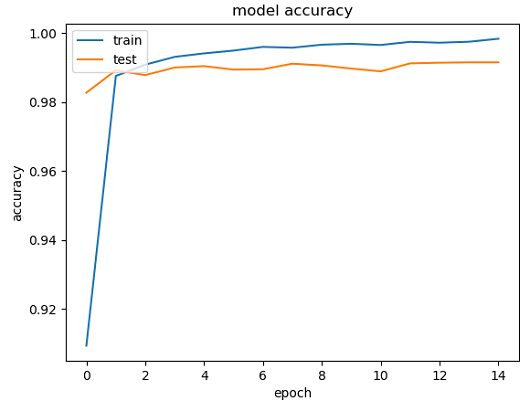 model accuracy
1.00
0.98
0.96
0.94
0.92
accuracy
train
test
0 2 4 6 8 10 12 14
epoch